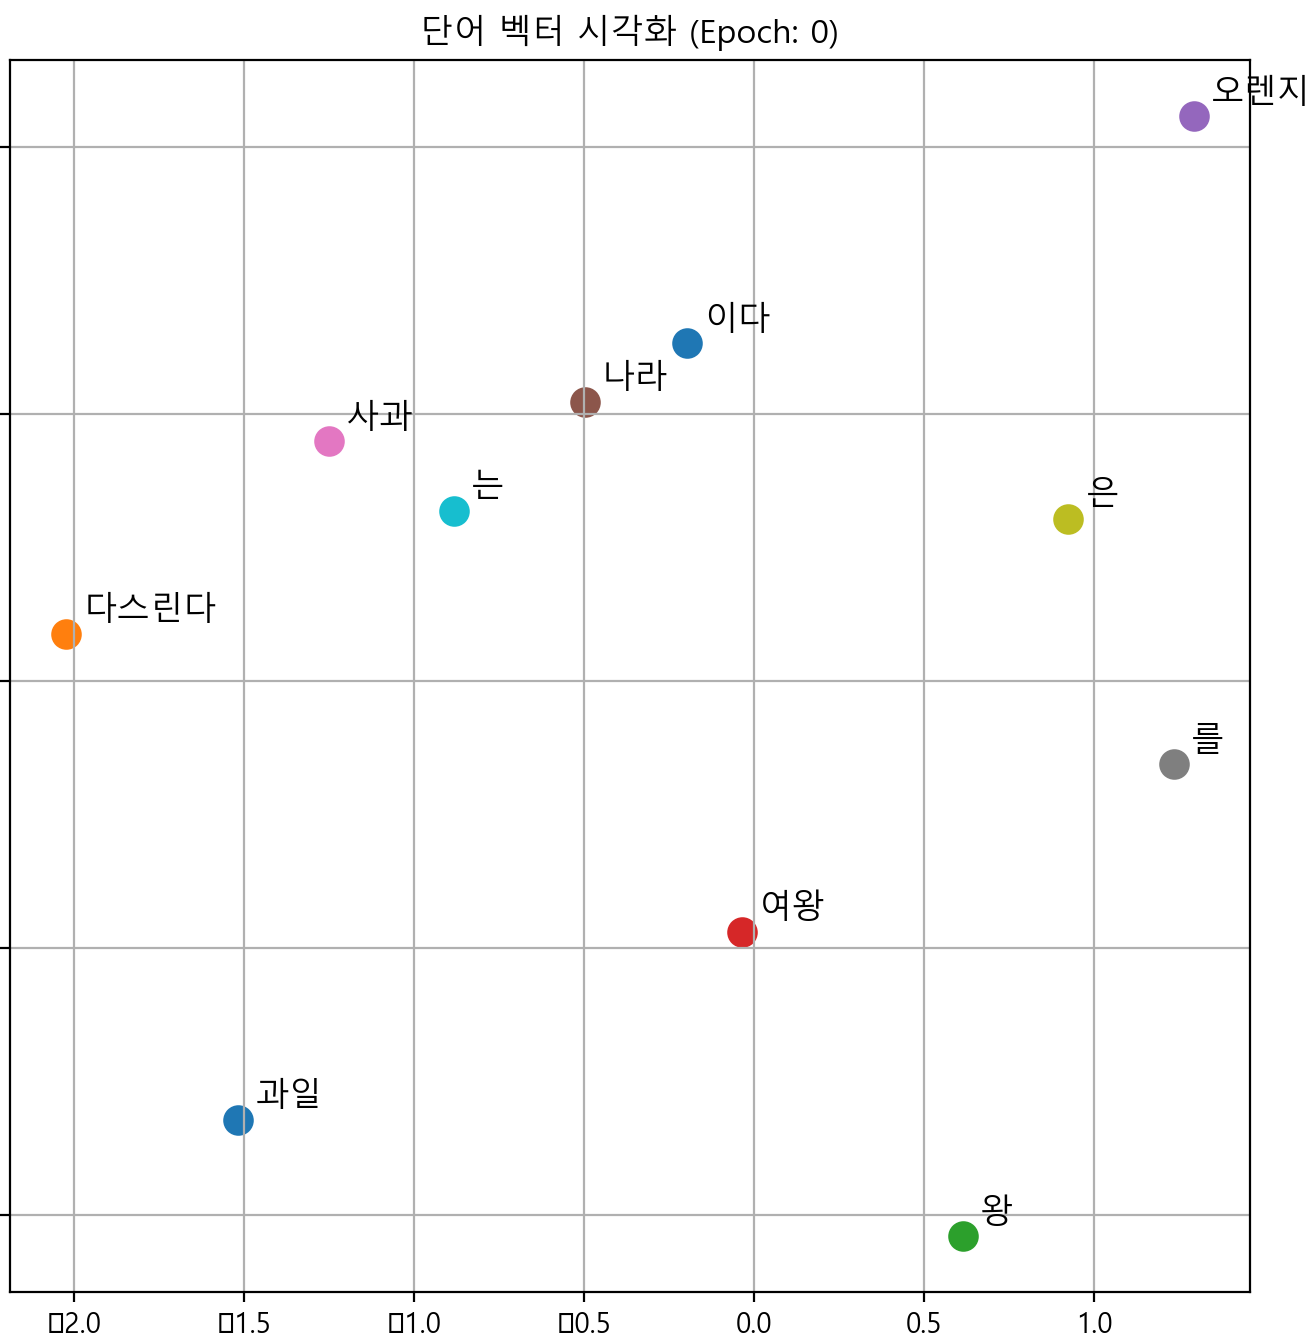 단어 벡터 시각화 (Epoch: 0)
오렌지
이다
나라
사과
는
은
다스린다
를
여왕
과일
왕
▯2.0 ▯1.5 ▯1.0 ▯0.5 0.0 0.5 1.0